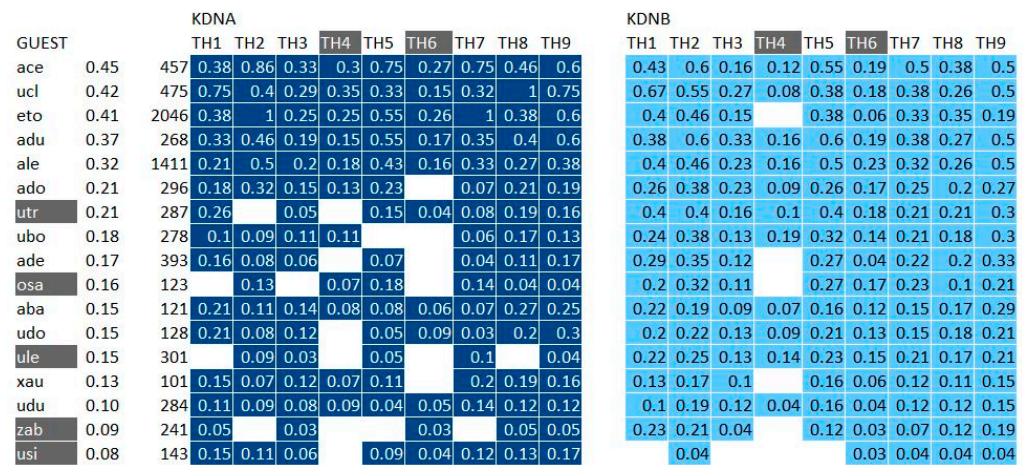 KDNA KDNB
GUEST TH1 TH2 TH3 TH4 TH5 TH6 TH7 TH8 TH9 TH1 TH2 TH3 TH4 TH5 TH6 TH7 TH8 TH9
ace 0.45 457 0.38 0.86 0.33 0.3 0.75 0.27 0.75 0.46 0.6 0.43 0.6 0.16 0.12 0.55 0.19 0.5 0.38 0.5
ucl 0.42 475 0.75 0.4 0.29 0.35 0.33 0.15 0.32 1 0.75 0.67 0.55 0.27 0.08 0.38 0.18 0.38 0.26 0.5
eto 0.41 2046 0.38 1 0.25 0.25 0.55 0.26 1 0.38 0.6 0.4 0.46 0.15 0.38 0.06 0.33 0.35 0.19
adu 0.37 268 0.33 0.46 0.19 0.15 0.55 0.17 0.35 0.4 0.6 0.38 0.6 0.33 0.16 0.6 0.19 0.38 0.27 0.5
ale 0.32 1411 0.21 0.5 0.2 0.18 0.43 0.16 0.33 0.27 0.38 0.4 0.46 0.23 0.16 0.5 0.23 0.32 0.26 0.5
ado 0.21 296 0.18 0.32 0.15 0.13 0.23 0.07 0.21 0.19 0.26 0.38 0.23 0.09 0.26 0.17 0.25 0.2 0.27
utr 0.21 287 0.26 0.05 0.15 0.04 0.08 0.19 0.16 0.4 0.4 0.16 0.1 0.4 0.18 0.21 0.21 0.3
ubo 0.18 278 0.1 0.09 0.11 0.11 0.06 0.17 0.13 0.24 0.38 0.13 0.19 0.32 0.14 0.21 0.18 0.3
ade 0.17 393 0.16 0.08 0.06 0.07 0.04 0.11 0.17 0.29 0.35 0.12 0.27 0.04 0.22 0.2 0.33
osa 0.16 123 0.13 0.07 0.18 0.14 0.04 0.04 0.2 0.32 0.11 0.27 0.17 0.23 0.1 0.21
aba 0.15 121 0.21 0.11 0.14 0.08 0.08 0.06 0.07 0.27 0.25 0.22 0.19 0.09 0.07 0.16 0.12 0.15 0.17 0.29
udo 0.15 128 0.21 0.08 0.12 0.05 0.09 0.03 0.2 0.3 0.2 0.22 0.13 0.09 0.21 0.13 0.15 0.18 0.21
ule 0.15 301 0.09 0.03 0.05 0.1 0.04 0.22 0.25 0.13 0.14 0.23 0.15 0.21 0.17 0.21
xau 0.13 101 0.15 0.07 0.12 0.07 0.11 0.2 0.19 0.16 0.13 0.17 0.1 0.16 0.06 0.12 0.11 0.15
udu 0.10 284 0.11 0.09 0.08 0.09 0.04 0.05 0.14 0.12 0.12 0.1 0.19 0.12 0.04 0.16 0.04 0.12 0.12 0.15
zab 0.09 241 0.05 0.03 0.03 0.05 0.05 0.23 0.21 0.04 0.12 0.03 0.07 0.12 0.19
usi 0.08 143 0.15 0.11 0.06 0.09 0.04 0.12 0.13 0.17 0.04 0.03 0.04 0.04 0.04